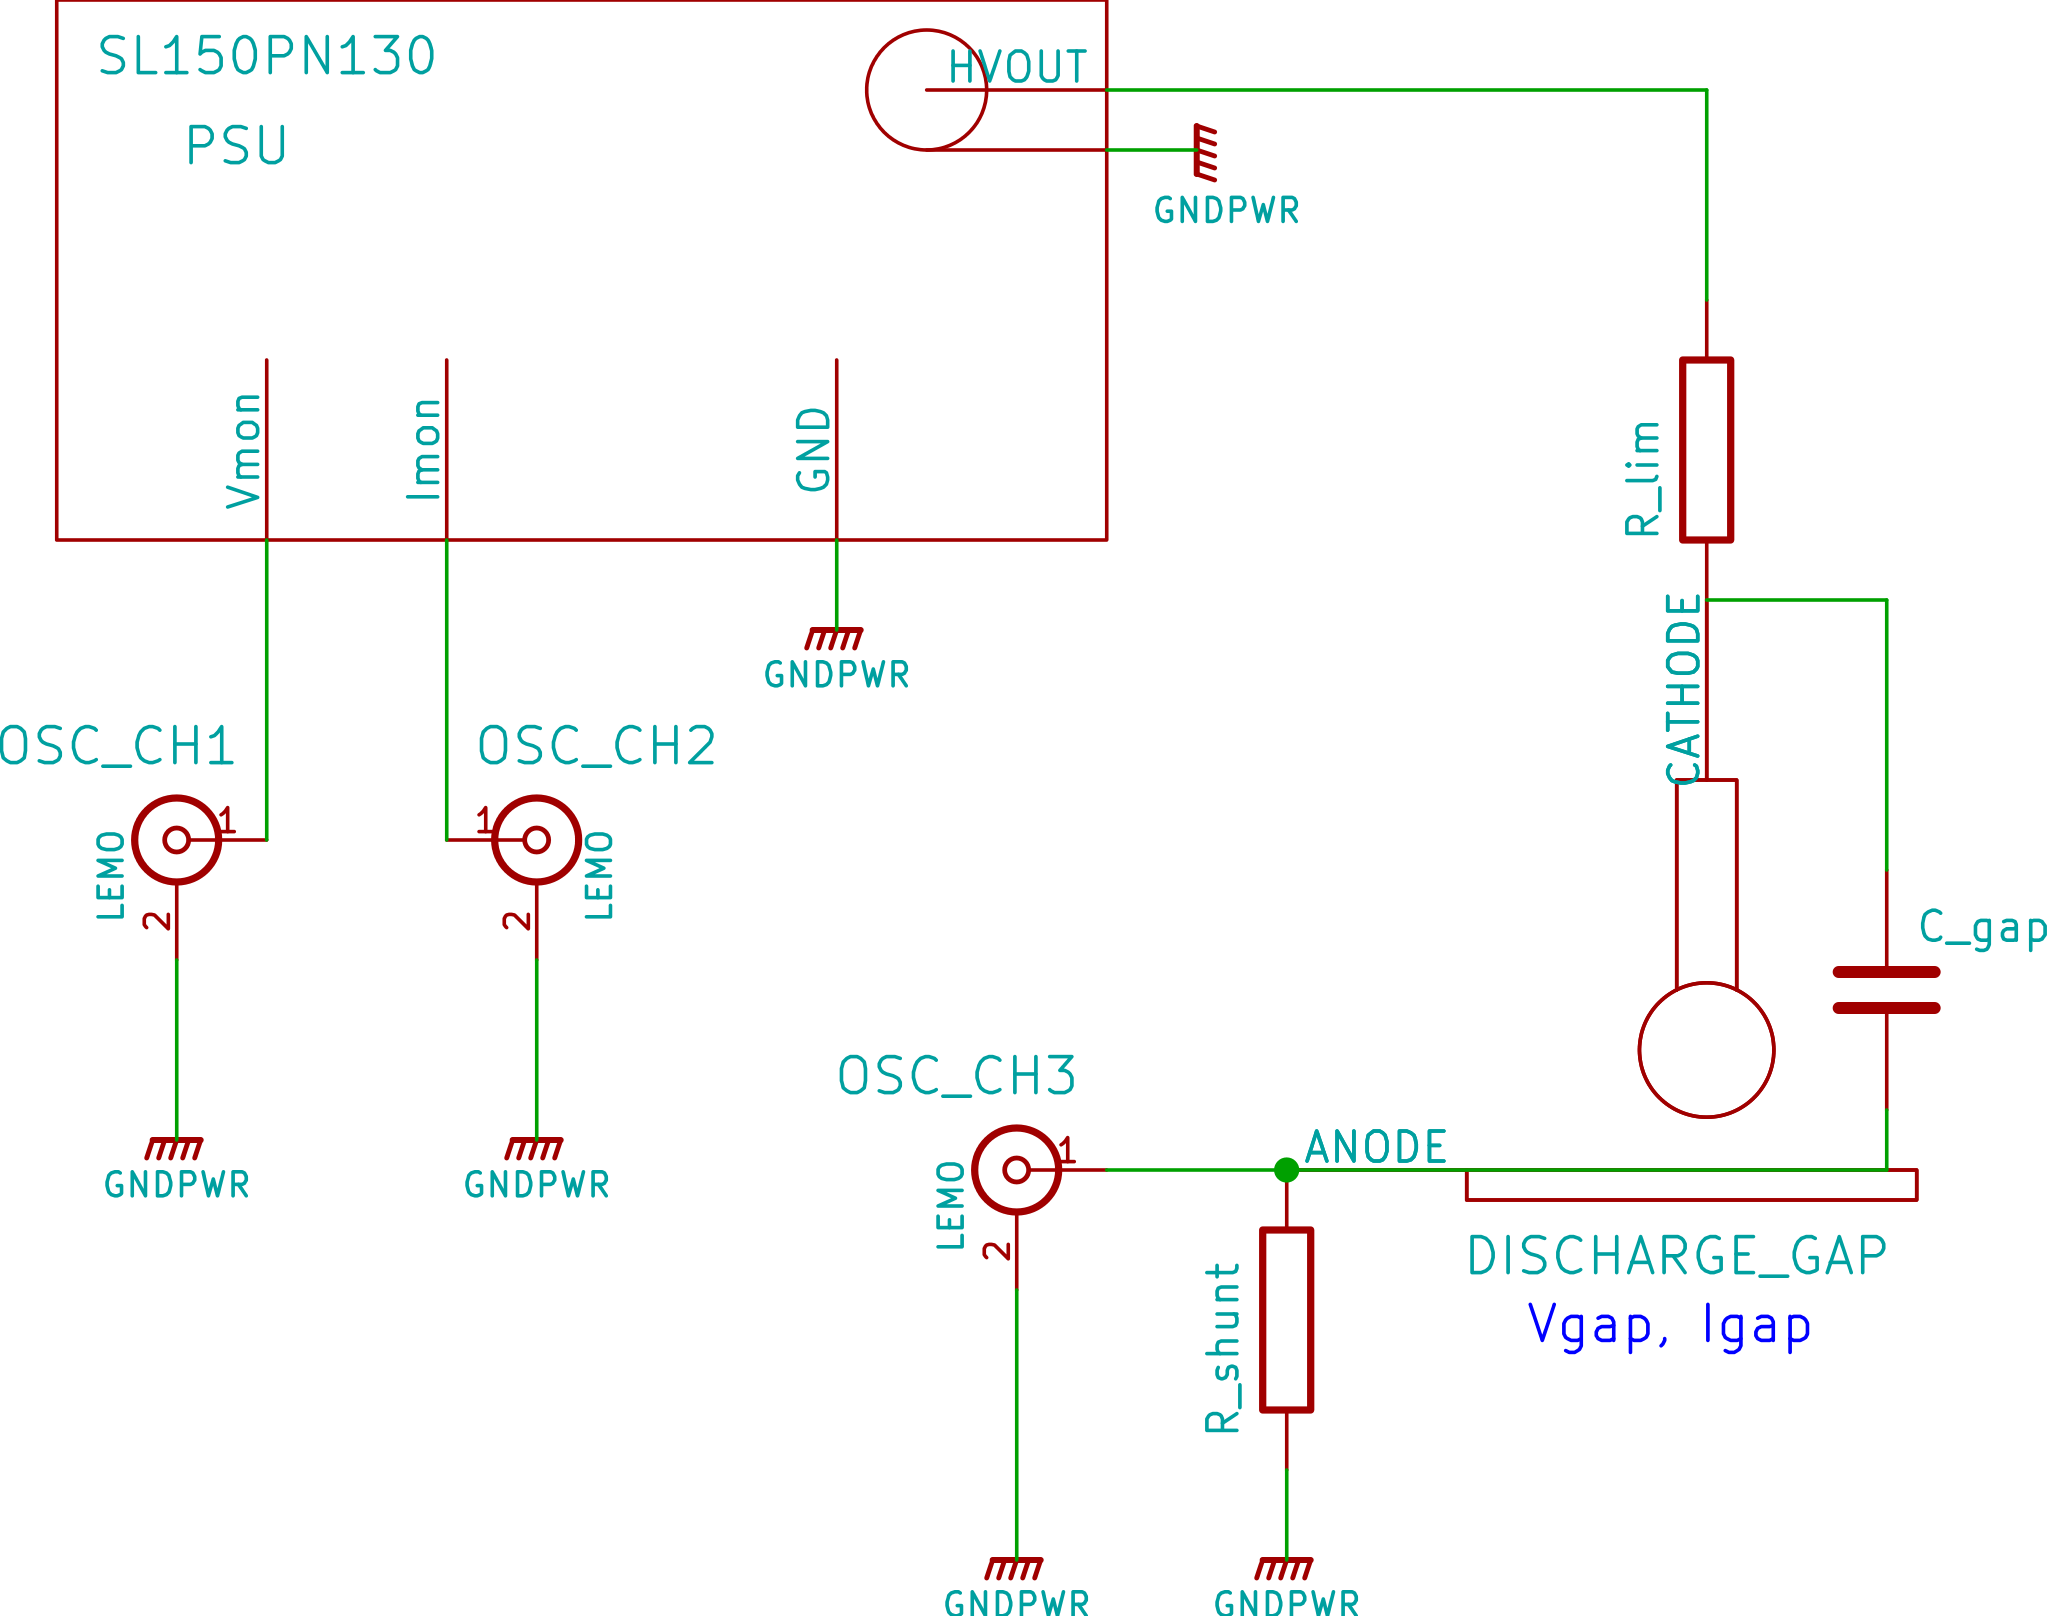 SL150PN130
PSU
HVOUT
GNDPWR
Vmon
Imon
GND
R_lim
GNDPWR
CATHODE
OSC_CH1
OSC_CH2
1
LEMO
2
1
LEMO
2
C_gap
OSC_CH3
1
LEMO
2
ANODE
GNDPWR
GNDPWR
DISCHARGE_GAP
Vgap, Igap
R_shunt
GNDPWR
GNDPWR